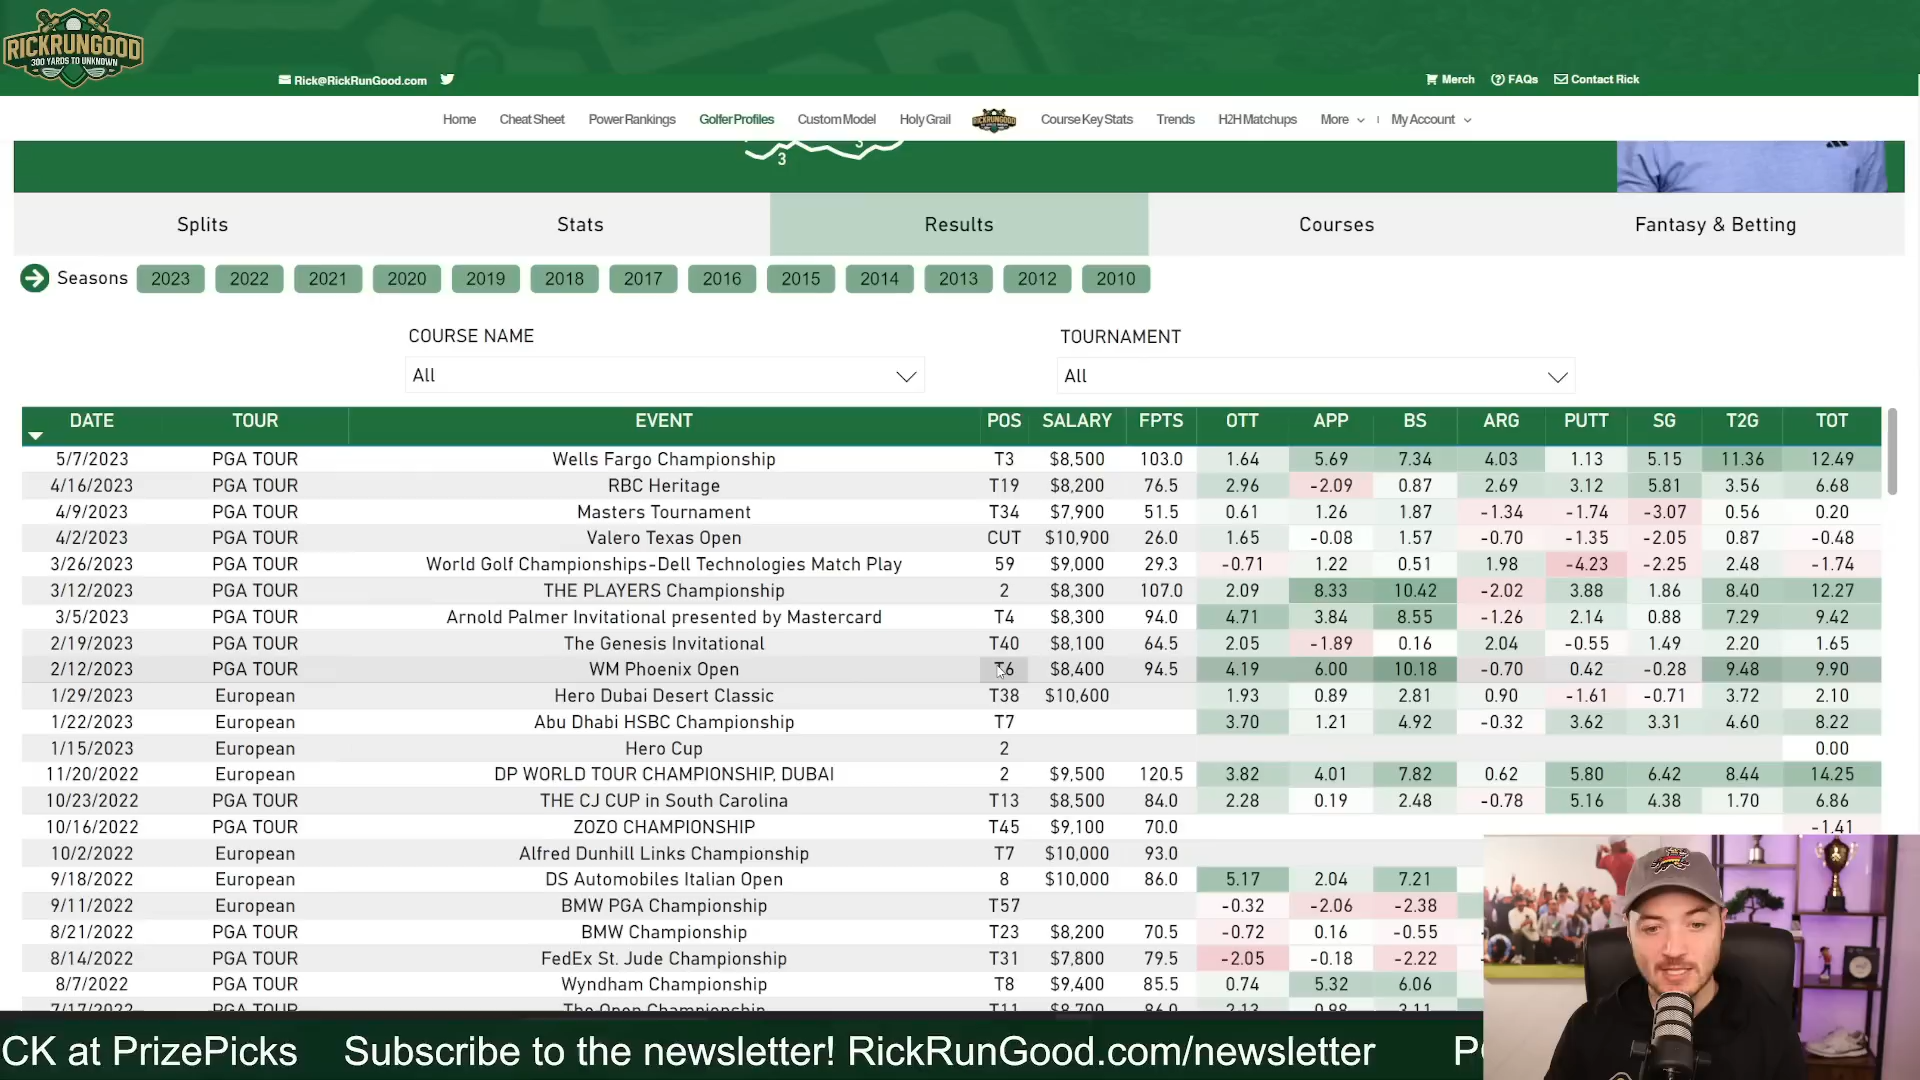 RICKRUNGOOD
300 YARDS TO UNKNOWN
Rick@RickRunGood.com
Merch FAQs Contact Rick
Home Cheat Sheet Power Rankings Golfer Profiles Custom Model Holy Grail RICKRUNGOOD Course Key Stats Trends H2H Matchups More My Account
3 3
Splits Stats Results Courses Fantasy & Betting
Seasons 2023 2022 2021 2020 2019 2018 2017 2016 2015 2014 2013 2012 2010
COURSE NAME TOURNAMENT
All All
DATE TOUR EVENT POS SALARY FPTS OTT APP BS ARG PUTT SG T2G TOT
5/7/2023 PGA TOUR Wells Fargo Championship T3 $8,500 103.0 1.64 5.69 7.34 4.03 1.13 5.15 11.36 12.49
4/16/2023 PGA TOUR RBC Heritage T19 $8,200 76.5 2.96 -2.09 0.87 2.69 3.12 5.81 3.56 6.68
4/9/2023 PGA TOUR Masters Tournament T34 $7,900 51.5 0.61 1.26 1.87 -1.34 -1.74 -3.07 0.56 0.20
4/2/2023 PGA TOUR Valero Texas Open CUT $10,900 26.0 1.65 -0.08 1.57 -0.70 -1.35 -2.05 0.87 -0.48
3/26/2023 PGA TOUR World Golf Championships-Dell Technologies Match Play 59 $9,000 29.3 -0.71 1.22 0.51 1.98 -4.23 -2.25 2.48 -1.74
3/12/2023 PGA TOUR THE PLAYERS Championship 2 $8,300 107.0 2.09 8.33 10.42 -2.02 3.88 1.86 8.40 12.27
3/5/2023 PGA TOUR Arnold Palmer Invitational presented by Mastercard T4 $8,300 94.0 4.71 3.84 8.55 -1.26 2.14 0.88 7.29 9.42
2/19/2023 PGA TOUR The Genesis Invitational T40 $8,100 64.5 2.05 -1.89 0.16 2.04 -0.55 1.49 2.20 1.65
2/12/2023 PGA TOUR WM Phoenix Open T6 $8,400 94.5 4.19 6.00 10.18 -0.70 0.42 -0.28 9.48 9.90
1/29/2023 European Hero Dubai Desert Classic T38 $10,600 1.93 0.89 2.81 0.90 -1.61 -0.71 3.72 2.10
1/22/2023 European Abu Dhabi HSBC Championship T7 3.70 1.21 4.92 -0.32 3.62 3.31 4.60 8.22
1/15/2023 European Hero Cup 2 0.00
11/20/2022 European DP WORLD TOUR CHAMPIONSHIP, DUBAI 2 $9,500 120.5 3.82 4.01 7.82 0.62 5.80 6.42 8.44 14.25
10/23/2022 PGA TOUR THE CJ CUP in South Carolina T13 $8,500 84.0 2.28 0.19 2.48 -0.78 5.16 4.38 1.70 6.86
10/16/2022 PGA TOUR ZOZO CHAMPIONSHIP T45 $9,100 70.0 -1.41
10/2/2022 European Alfred Dunhill Links Championship T7 $10,000 93.0
9/18/2022 European DS Automobiles Italian Open 8 $10,000 86.0 5.17 2.04 7.21
9/11/2022 European BMW PGA Championship T57 -0.32 -2.06 -2.38
8/21/2022 PGA TOUR BMW Championship T23 $8,200 70.5 -0.72 0.16 -0.55
8/14/2022 PGA TOUR FedEx St. Jude Championship T31 $7,800 79.5 -2.05 -0.18 -2.22
8/7/2022 PGA TOUR Wyndham Championship T8 $9,400 85.5 0.74 5.32 6.06
7/17/2022 PGA TOUR The Open Championship T11 $8,700 86.0 2.13 0.98 3.11
CK at PrizePicks Subscribe to the newsletter! RickRunGood.com/newsletter P